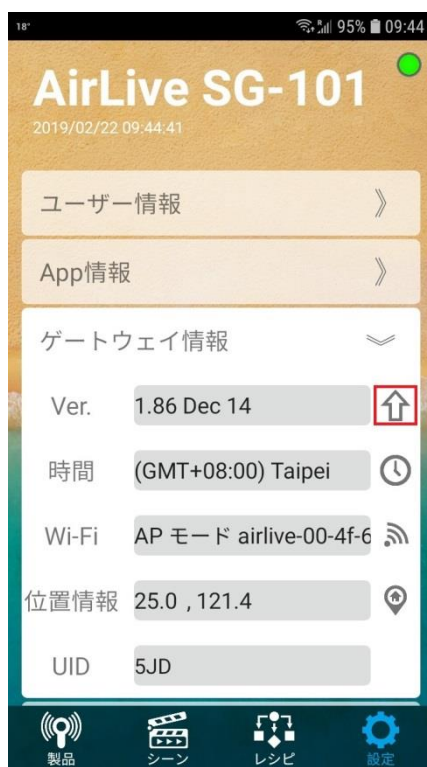 18° 95% 09:44
AirLive SG-101
2019/02/22 09:44:41
ユーザー情報
App情報
ゲートウェイ情報
Ver. 1.86 Dec 14
時間 (GMT+08:00) Taipei
Wi-Fi AP モード airlive-00-4f-6
位置情報 25.0 , 121.4
UID 5JD
製品 シーン レシピ 設定